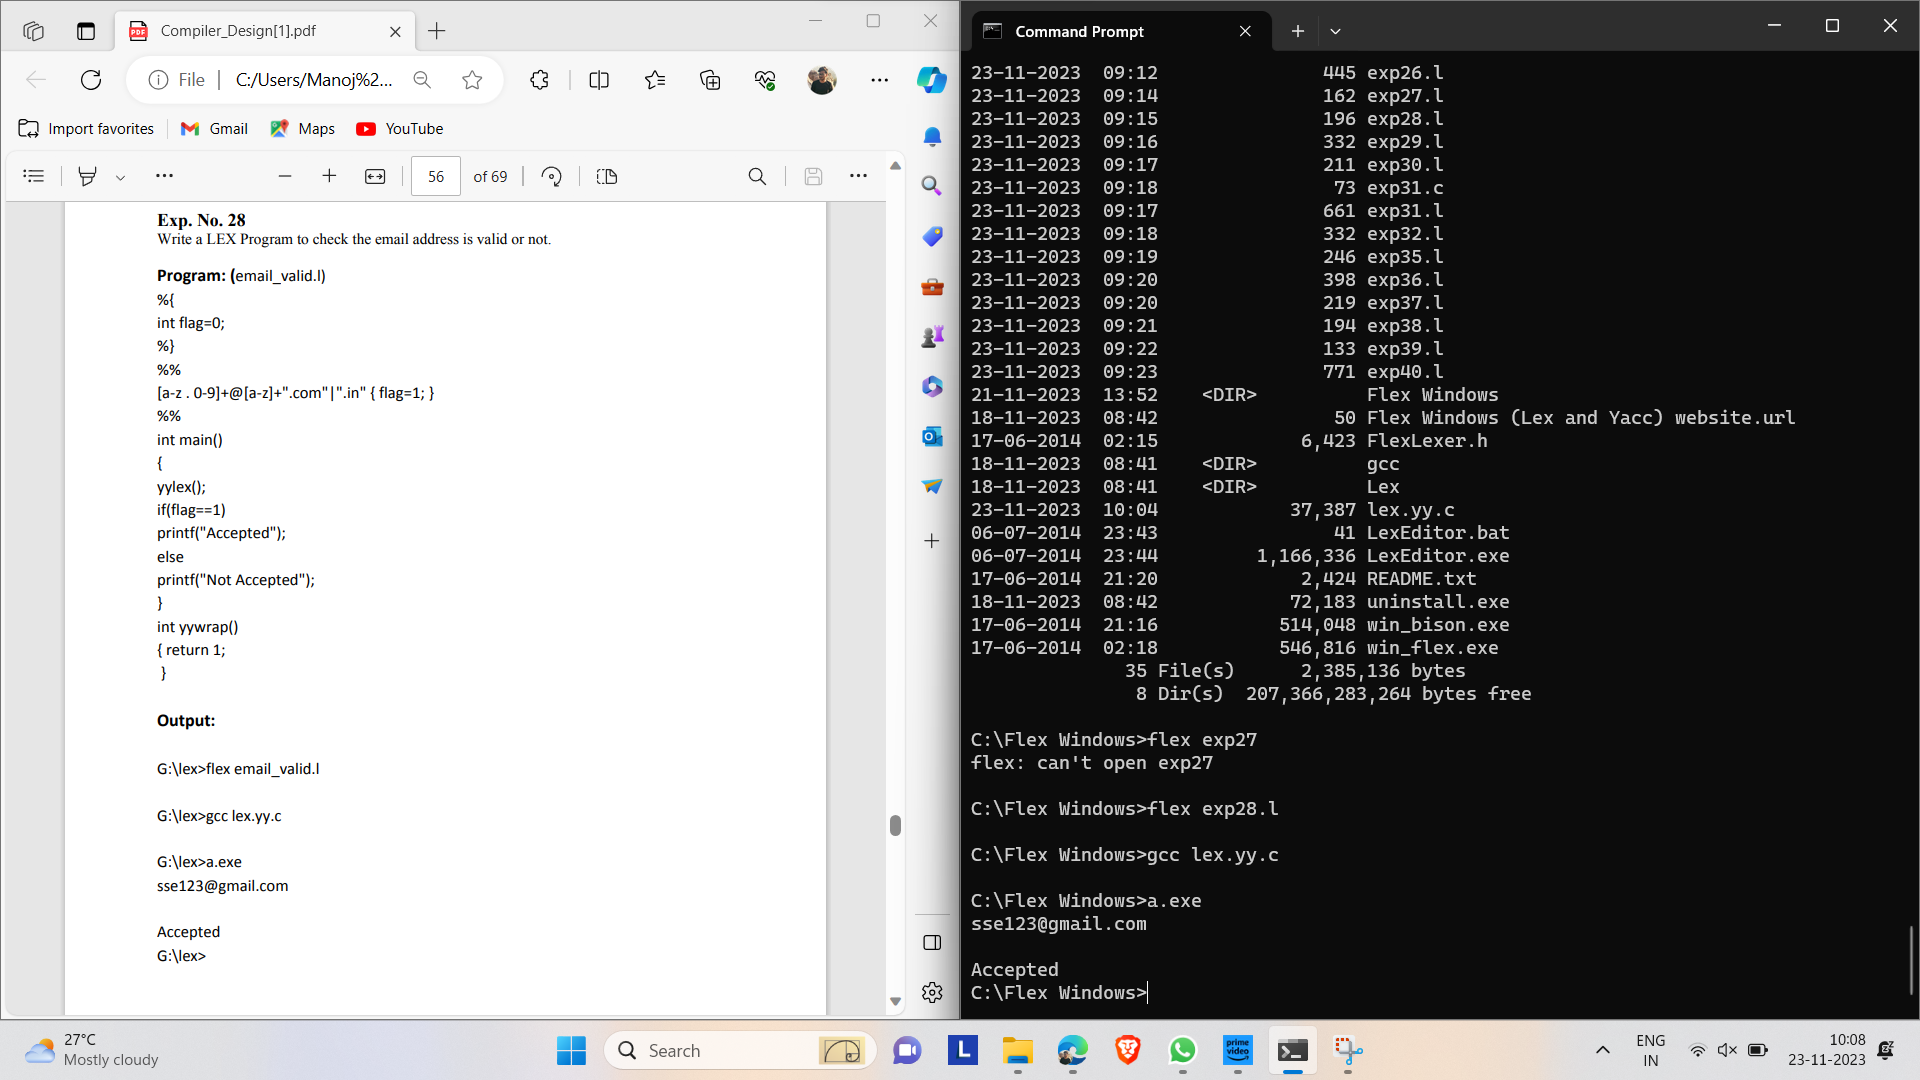 Compiler_Design[1].pdf
File
C:/Users/Manoj%2...
Import favorites
Gmail
Maps
YouTube
56 of 69
Exp. No. 28
Write a LEX Program to check the email address is valid or not.
Program: (email_valid.l)
%{
int flag=0;
%}
%%
[a-z . 0-9]+@[a-z]+".com"|".in" { flag=1; }
%%
int main()
{
yylex();
if(flag==1)
printf("Accepted");
else
printf("Not Accepted");
}
int yywrap()
{ return 1;
}
Output:
G:\lex>flex email_valid.l
G:\lex>gcc lex.yy.c
G:\lex>a.exe
sse123@gmail.com
Accepted
G:\lex>
Command Prompt
23-11-2023  09:12               445 exp26.l
23-11-2023  09:14               162 exp27.l
23-11-2023  09:15               196 exp28.l
23-11-2023  09:16               332 exp29.l
23-11-2023  09:17               211 exp30.l
23-11-2023  09:18                73 exp31.c
23-11-2023  09:17               661 exp31.l
23-11-2023  09:18               332 exp32.l
23-11-2023  09:19               246 exp35.l
23-11-2023  09:20               398 exp36.l
23-11-2023  09:20               219 exp37.l
23-11-2023  09:21               194 exp38.l
23-11-2023  09:22               133 exp39.l
23-11-2023  09:23               771 exp40.l
21-11-2023  13:52    <DIR>          Flex Windows
18-11-2023  08:42                50 Flex Windows (Lex and Yacc) website.url
17-06-2014  02:15             6,423 FlexLexer.h
18-11-2023  08:41    <DIR>          gcc
18-11-2023  08:41    <DIR>          Lex
23-11-2023  10:04            37,387 lex.yy.c
06-07-2014  23:43                41 LexEditor.bat
06-07-2014  23:44         1,166,336 LexEditor.exe
17-06-2014  21:20             2,424 README.txt
18-11-2023  08:42            72,183 uninstall.exe
17-06-2014  21:16           514,048 win_bison.exe
17-06-2014  02:18           546,816 win_flex.exe
35 File(s)      2,385,136 bytes
8 Dir(s)  207,366,283,264 bytes free
C:\Flex Windows>flex exp27
flex: can't open exp27
C:\Flex Windows>flex exp28.l
C:\Flex Windows>gcc lex.yy.c
C:\Flex Windows>a.exe
sse123@gmail.com
Accepted
C:\Flex Windows>
27°C
Mostly cloudy
Search
L
prime video
ENG
IN
10:08
23-11-2023